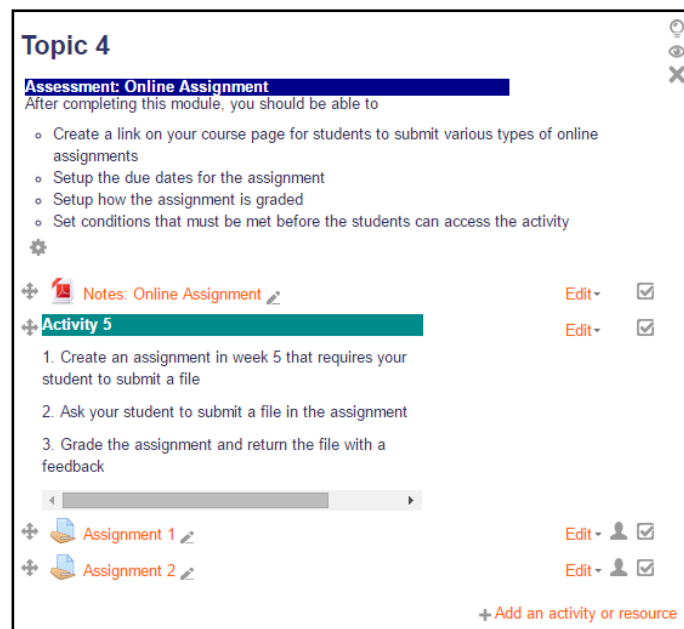 Topic 4
Assessment: Online Assignment
After completing this module, you should be able to
Create a link on your course page for students to submit various types of online
assignments
Setup the due dates for the assignment
Setup how the assignment is graded
Set conditions that must be met before the students can access the activity
Notes: Online Assignment Edit
Activity 5 Edit
1. Create an assignment in week 5 that requires your
student to submit a file
2. Ask your student to submit a file in the assignment
3. Grade the assignment and return the file with a
feedback
Assignment 1 Edit
Assignment 2 Edit
Add an activity or resource